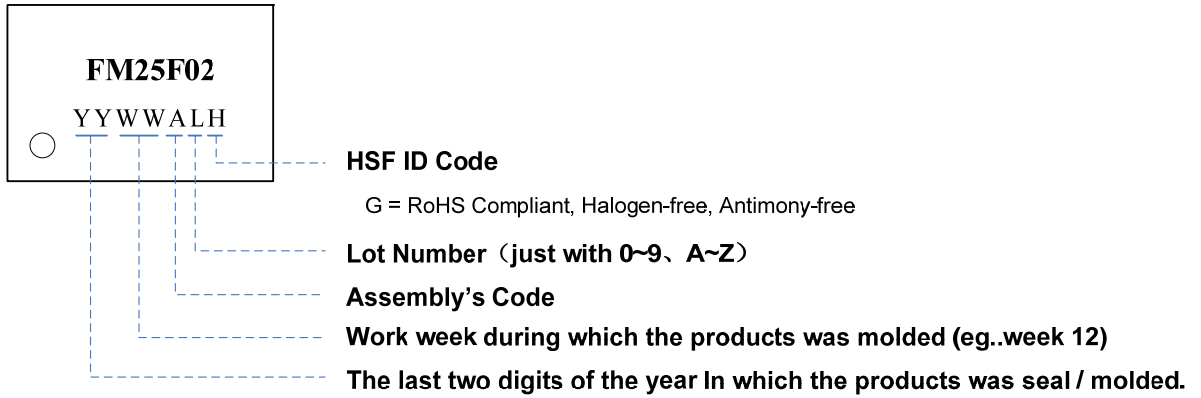 FM25F02
YYWWALH
HSF ID Code
G = RoHS Compliant, Halogen-free, Antimony-free
Lot Number（just with 0~9、A~Z）
Assembly's Code
Work week during which the products was molded (eg..week 12)
The last two digits of the year In which the products was seal / molded.